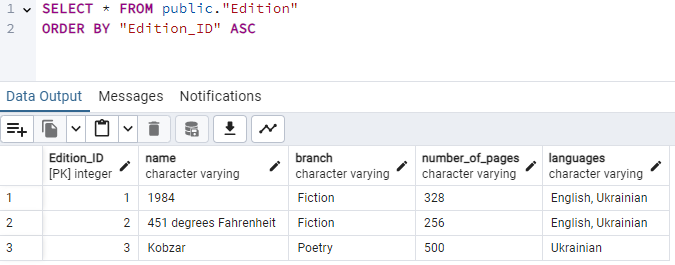 1 SELECT * FROM public."Edition"
2 ORDER BY "Edition_ID" ASC
Data Output Messages Notifications
Edition_ID name branch number_of_pages languages
[PK] integer character varying character varying character varying character varying
1 1 1984 Fiction 328 English, Ukrainian
2 2 451 degrees Fahrenheit Fiction 256 English, Ukrainian
3 3 Kobzar Poetry 500 Ukrainian